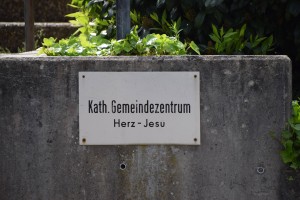 Kath. Gemeindezentrum
Herz - Jesu